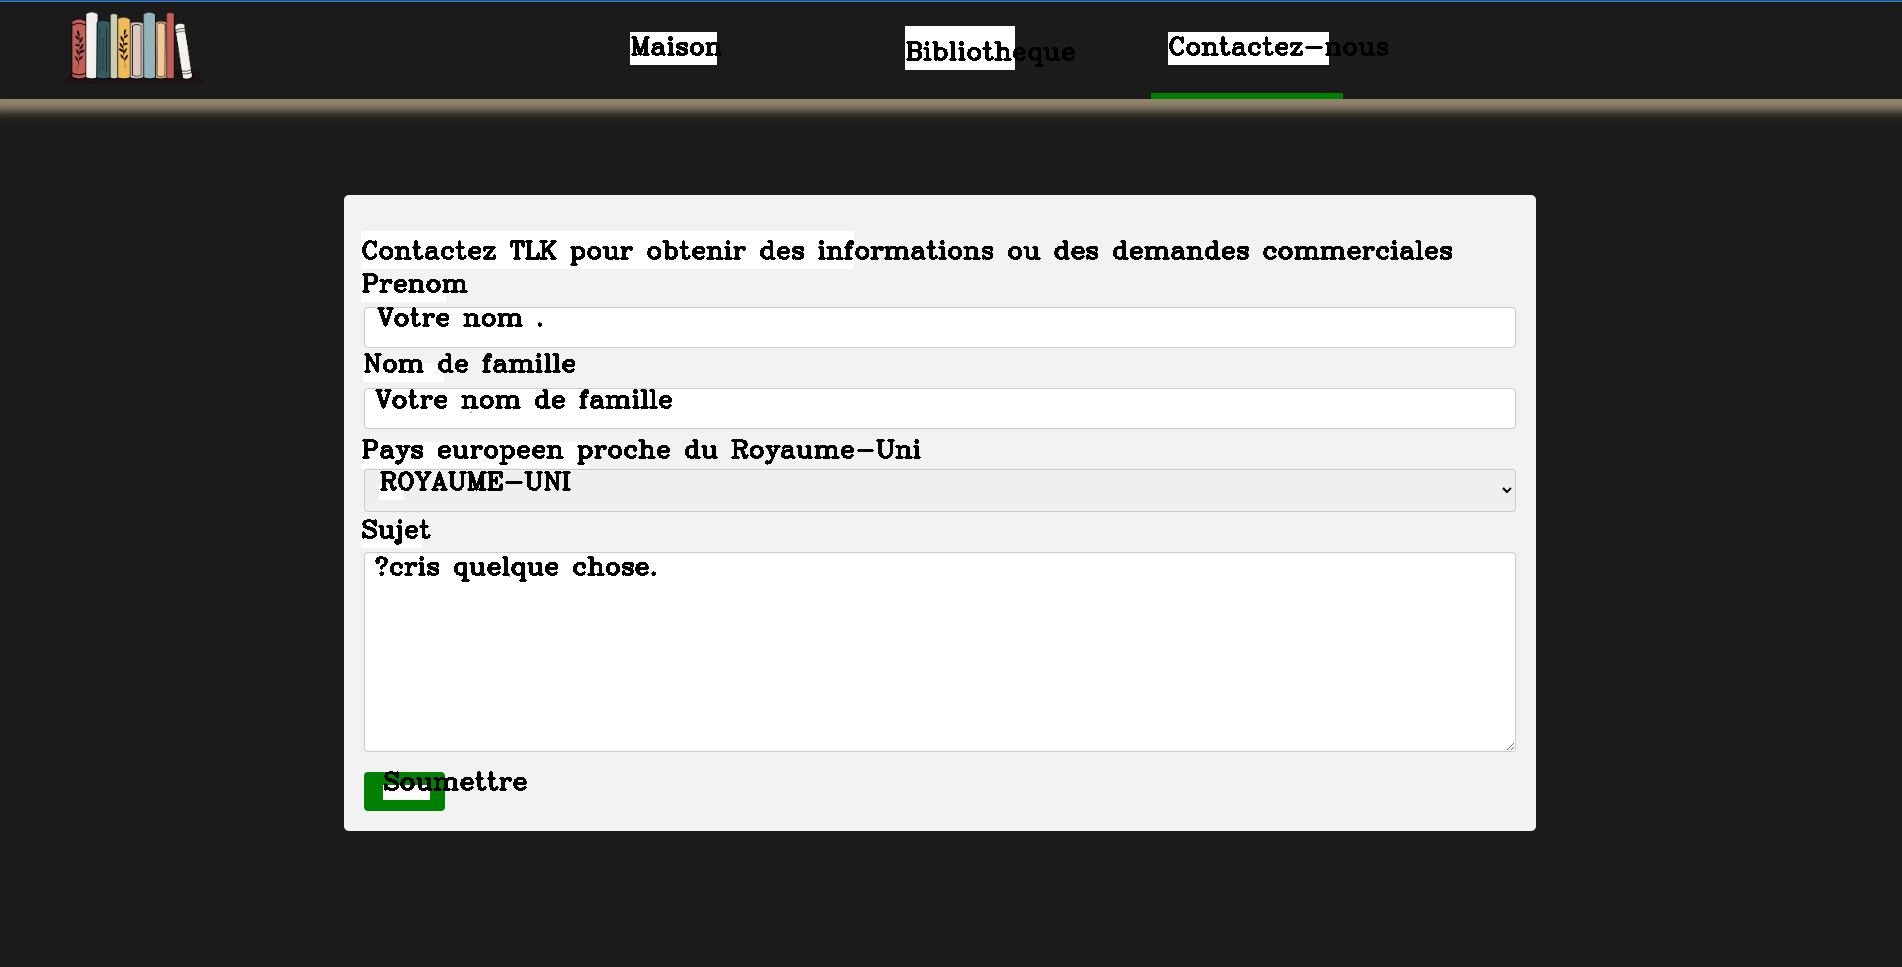 Maison
Bibliotheque
Contactez-nous
Contactez TLK pour obtenir des informations ou des demandes commerciales
Prenom
Votre nom .
Nom de famille
Votre nom de famille
Pays europeen proche du Royaume-Uni
ROYAUME-UNI
Sujet
?cris quelque chose.
Soumettre